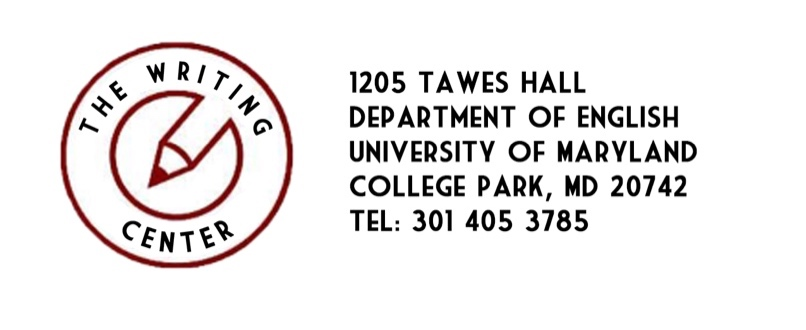 THE WRITING
CENTER
1205 TAWES HALL
DEPARTMENT OF ENGLISH
UNIVERSITY OF MARYLAND
COLLEGE PARK, MD 20742
TEL: 301 405 3785